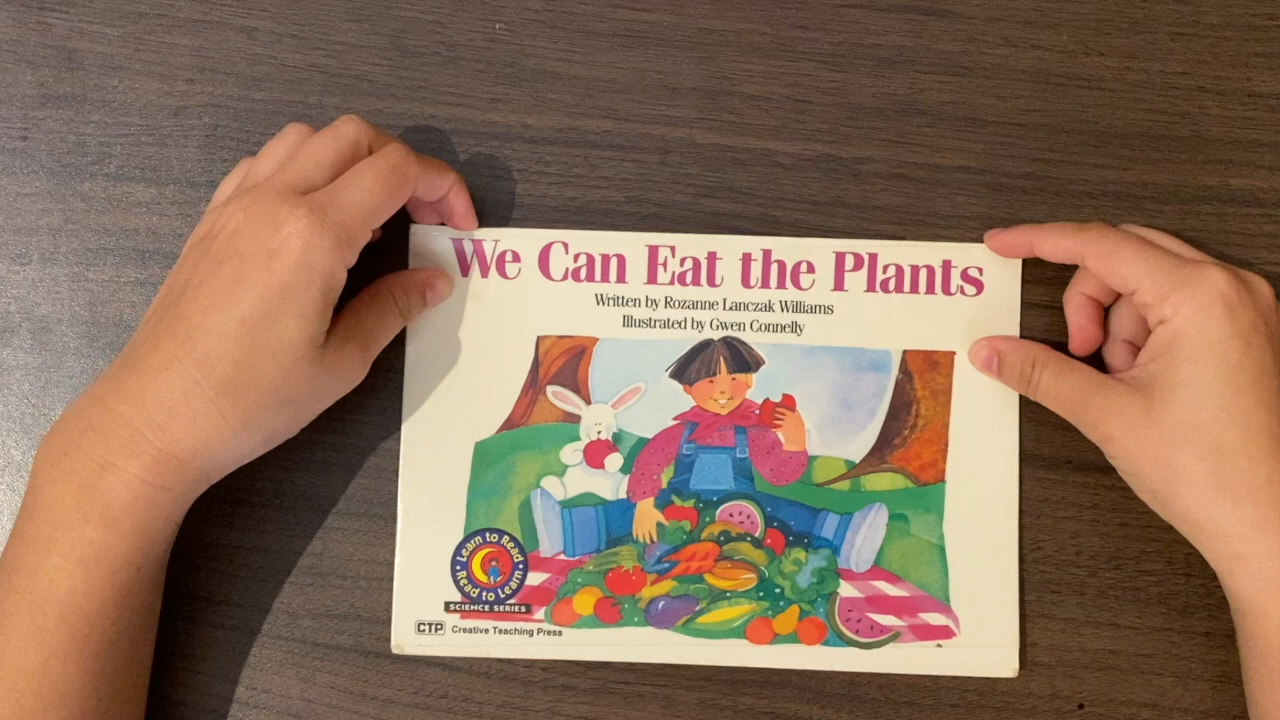 We Can Eat the Plants
Written by Rozanne Lanczak Williams
Illustrated by Gwen Connelly
Learn to Read
Read to Learn
SCIENCE SERIES
CTP Creative Teaching Press